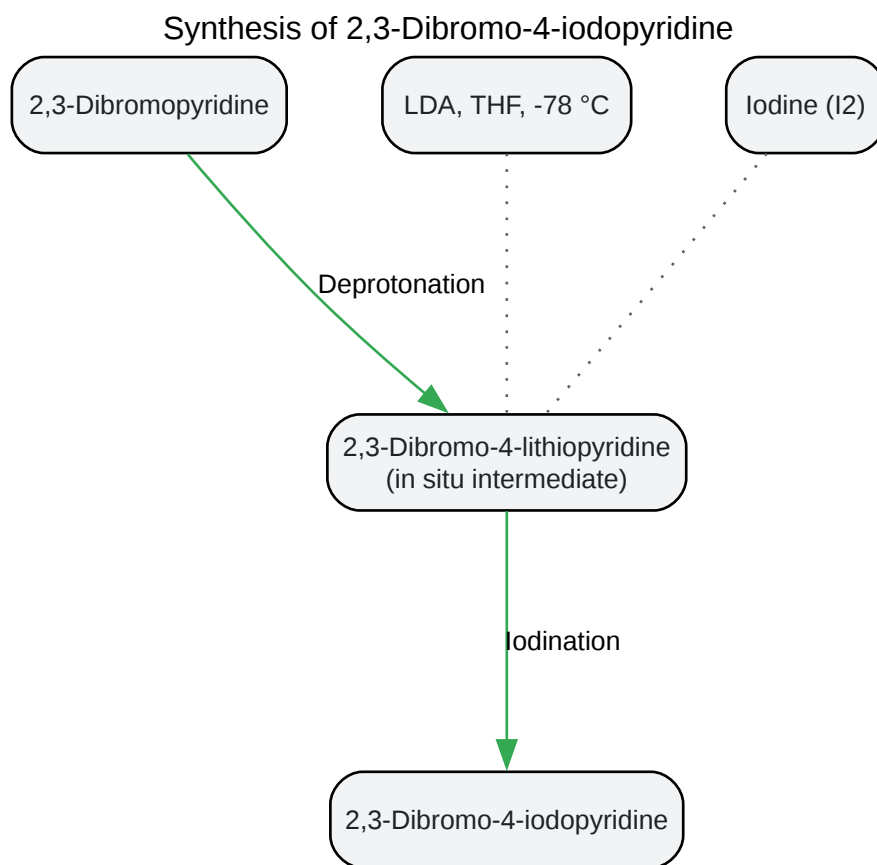 Synthesis of 2,3-Dibromo-4-iodopyridine
2,3-Dibromopyridine
LDA, THF, -78 °C
Iodine (I2)
Deprotonation
2,3-Dibromo-4-lithiopyridine
(in situ intermediate)
Iodination
2,3-Dibromo-4-iodopyridine